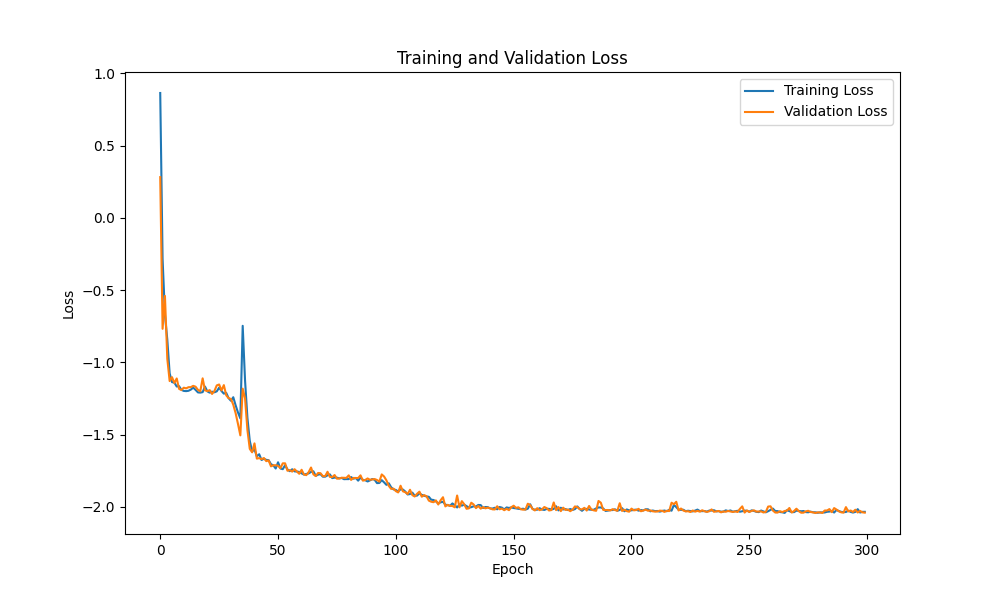 Training and Validation Loss
Training Loss
Validation Loss
1.0
0.5
0.0
−0.5
−1.0
−1.5
−2.0
Loss
0
50
100
150
200
250
300
Epoch